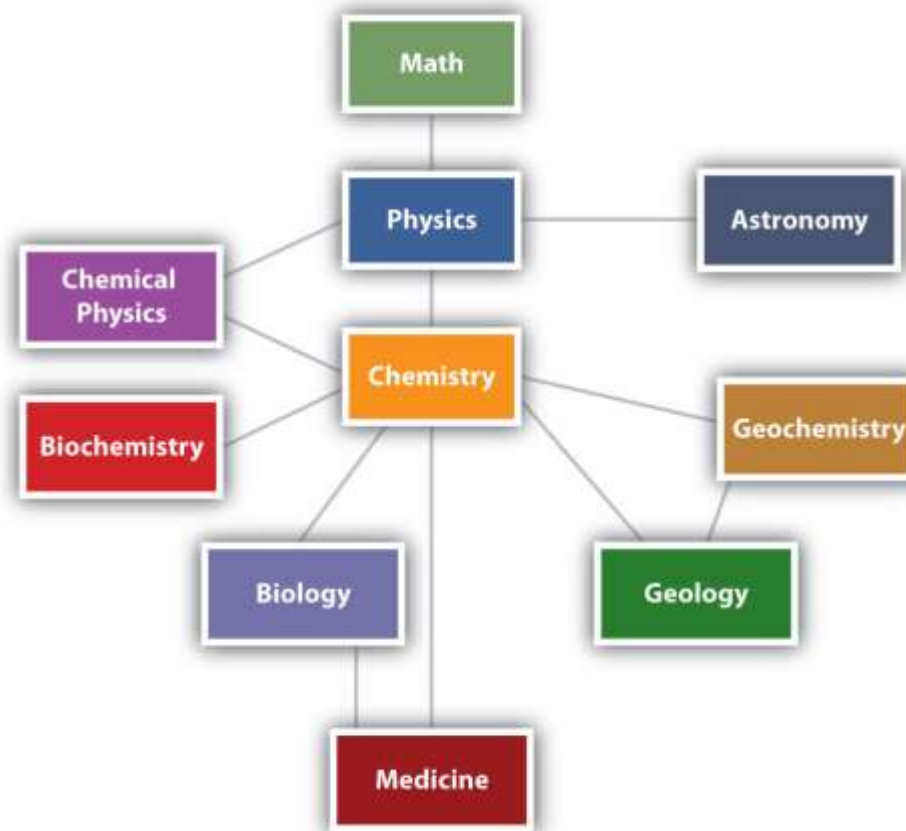 Math
Physics
Astronomy
Chemical
Physics
Chemistry
Biochemistry
Geochemistry
Biology
Geology
Medicine